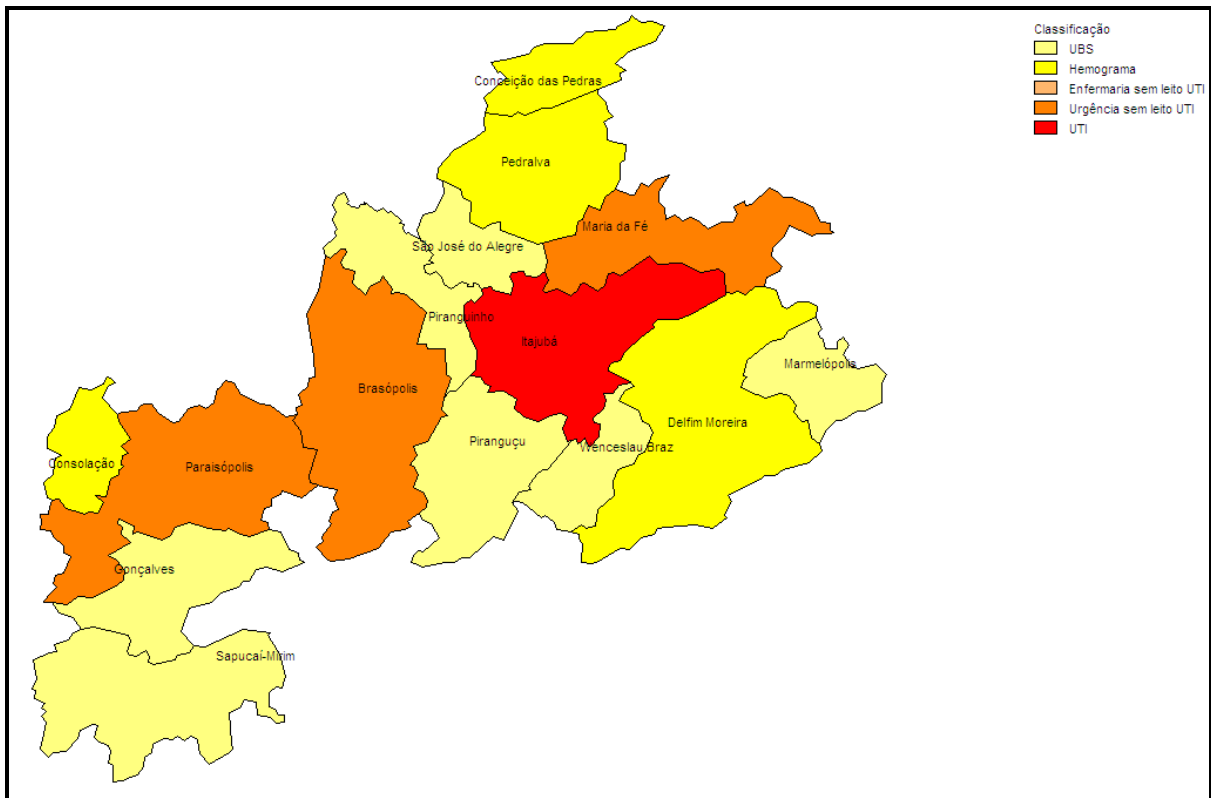 Classificação
UBS
Hemograma
Enfermaria sem leito UTI
Urgência sem leito UTI
UTI
Conceição das Pedras
Pedralva
Maria da Fé
São José do Alegre
Piranguinho
Itajubá
Marmelópolis
Brasópolis
Delfim Moreira
Piranguçu
Wenceslau Braz
Consolação
Paraisópolis
Gonçalves
Sapucaí-Mirim